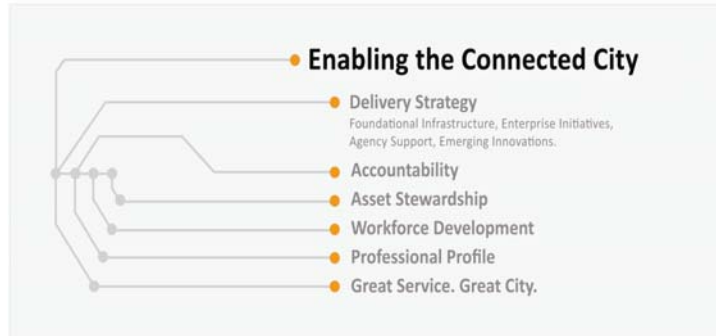 Enabling the Connected City
Delivery Strategy
Foundational Infrastructure, Enterprise Initiatives,
Agency Support, Emerging Innovations.
Accountability
Asset Stewardship
Workforce Development
Professional Profile
Great Service. Great City.